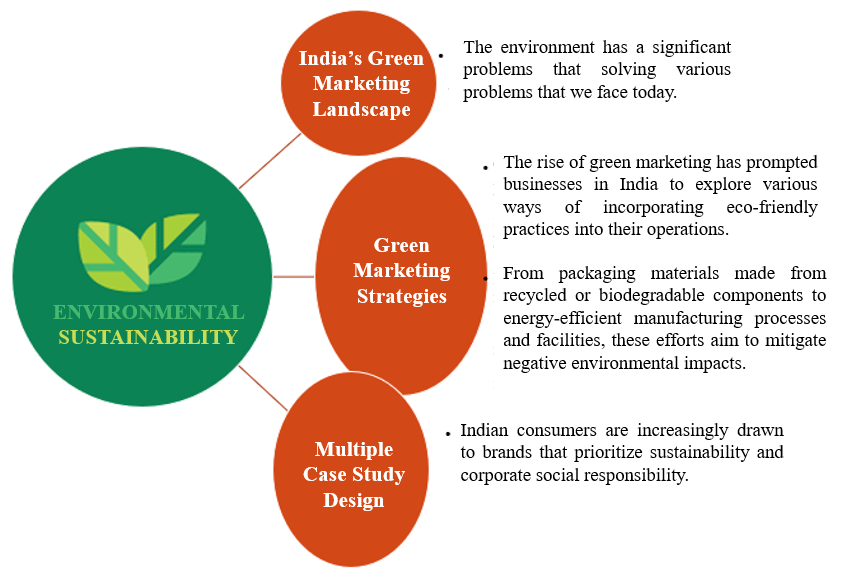 ENVIRONMENTAL
SUSTAINABILITY
India’s Green
Marketing
Landscape
• The environment has a significant
problems that solving various
problems that we face today.
Green
Marketing
Strategies
• The rise of green marketing has prompted
businesses in India to explore various
ways of incorporating eco-friendly
practices into their operations.
• From packaging materials made from
recycled or biodegradable components to
energy-efficient manufacturing processes
and facilities, these efforts aim to mitigate
negative environmental impacts.
Multiple
Case Study
Design
• Indian consumers are increasingly drawn
to brands that prioritize sustainability and
corporate social responsibility.